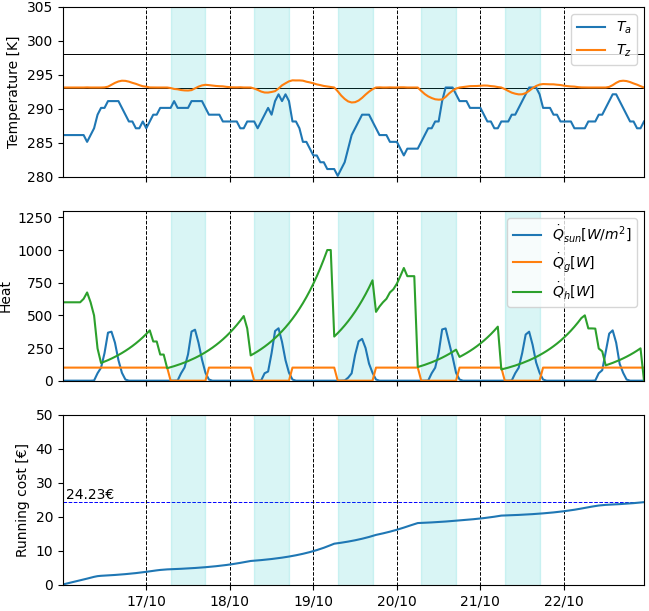 305
300
295
290
285
280
Temperature [K]
T_a
T_z
1250
1000
750
500
250
0
Heat
Q̇_sun[W/m²]
Q̇_g[W]
Q̇_h[W]
50
40
30
20
10
0
Running cost [€]
24.23€
17/10 18/10 19/10 20/10 21/10 22/10